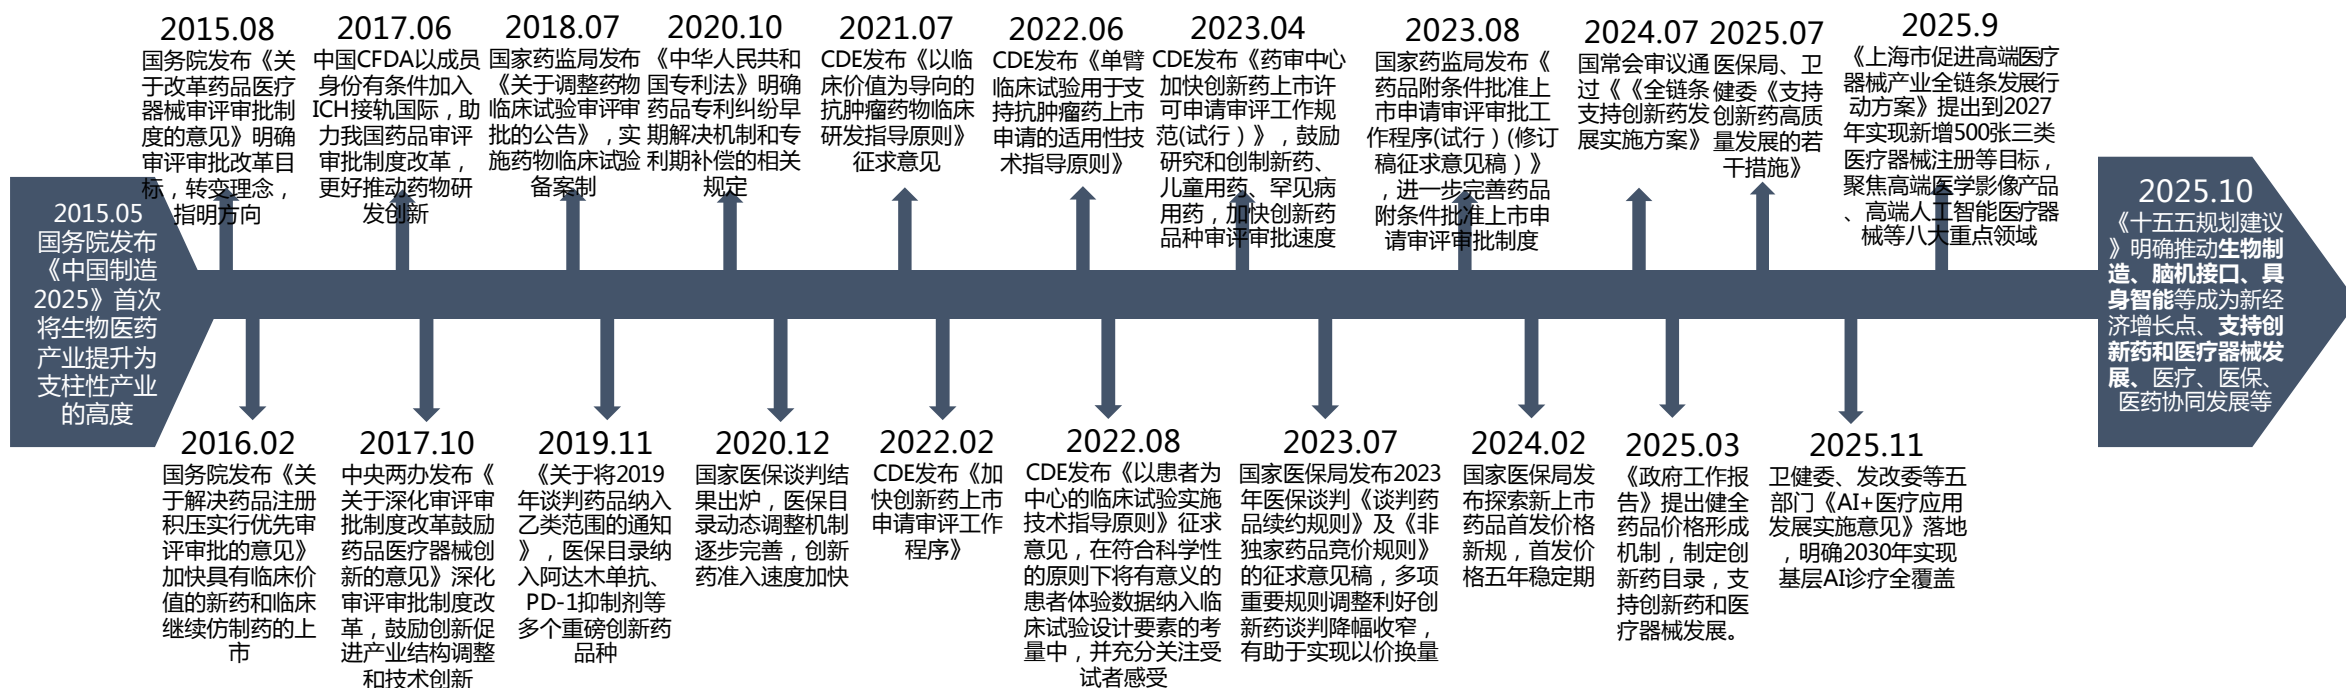 2015.05
国务院发布
《中国制造
2025》首次
将生物医药
产业提升为
支柱性产业
的高度
2015.08
国务院发布《关
于改革药品医疗
器械审评审批制
度的意见》明确
审评审批改革目
标，转变理念，
指明方向
2017.06
中国CFDA以成员
身份有条件加入
ICH接轨国际，助
力我国药品审评
审批制度改革，
更好推动药物研
发创新
2018.07
国家药监局发布
《关于调整药物
临床试验审评审
批的公告》，实
施药物临床试验
备案制
2020.10
《中华人民共和
国专利法》明确
药品专利纠纷早
期解决机制和专
利期补偿的相关
规定
2021.07
CDE发布《以临
床价值为导向的
抗肿瘤药物临床
研发指导原则》
征求意见
2022.06
CDE发布《单臂
临床试验用于支
持抗肿瘤药上市
申请的适用性技
术指导原则》
2023.04
CDE发布《药审中心
加快创新药上市许
可申请审评工作规
范(试行）》，鼓励
研究和创制新药、
儿童用药、罕见病
用药，加快创新药
品种审评审批速度
2023.08
国家药监局发布《
药品附条件批准上
市申请审评审批工
作程序(试行）(修订
稿征求意见稿）》
，进一步完善药品
附条件批准上市申
请审评审批制度
2024.07
国常会审议通
过《《全链条
支持创新药发
展实施方案》
2025.07
医保局、卫
健委《支持
创新药高质
量发展的若
干措施》
2025.9
《上海市促进高端医疗
器械产业全链条发展行
动方案》提出到2027
年实现新增500张三类
医疗器械注册等目标，
聚焦高端医学影像产品
、高端人工智能医疗器
械等八大重点领域
2025.10
《十五五规划建议
》明确推动生物制
造、脑机接口、具
身智能等成为新经
济增长点、支持创
新药和医疗器械发
展、医疗、医保、
医药协同发展等
2016.02
国务院发布《关
于解决药品注册
积压实行优先审
评审批的意见》
加快具有临床价
值的新药和临床
继续仿制药的上
市
2017.10
中央两办发布《
关于深化审评审
批制度改革鼓励
药品医疗器械创
新的意见》深化
审评审批制度改
革，鼓励创新促
进产业结构调整
和技术创新
2019.11
《关于将2019
年谈判药品纳入
乙类范围的通知
》，医保目录纳
入阿达木单抗、
PD-1抑制剂等
多个重磅创新药
品种
2020.12
国家医保谈判结
果出炉，医保目
录动态调整机制
逐步完善，创新
药准入速度加快
2022.02
CDE发布《加
快创新药上市
申请审评工作
程序》
2022.08
CDE发布《以患者为
中心的临床试验实施
技术指导原则》征求
意见，在符合科学性
的原则下将有意义的
患者体验数据纳入临
床试验设计要素的考
量中，并充分关注受
试者感受
2023.07
国家医保局发布2023
年医保谈判《谈判药
品续约规则》及《非
独家药品竞价规则》
的征求意见稿，多项
重要规则调整利好创
新药谈判降幅收窄，
有助于实现以价换量
2024.02
国家医保局发
布探索新上市
药品首发价格
新规，首发价
格五年稳定期
2025.03
《政府工作报
告》提出健全
药品价格形成
机制，制定创
新药目录，支
持创新药和医
疗器械发展。
2025.11
卫健委、发改委等五
部门《AI+医疗应用
发展实施意见》落地
，明确2030年实现
基层AI诊疗全覆盖